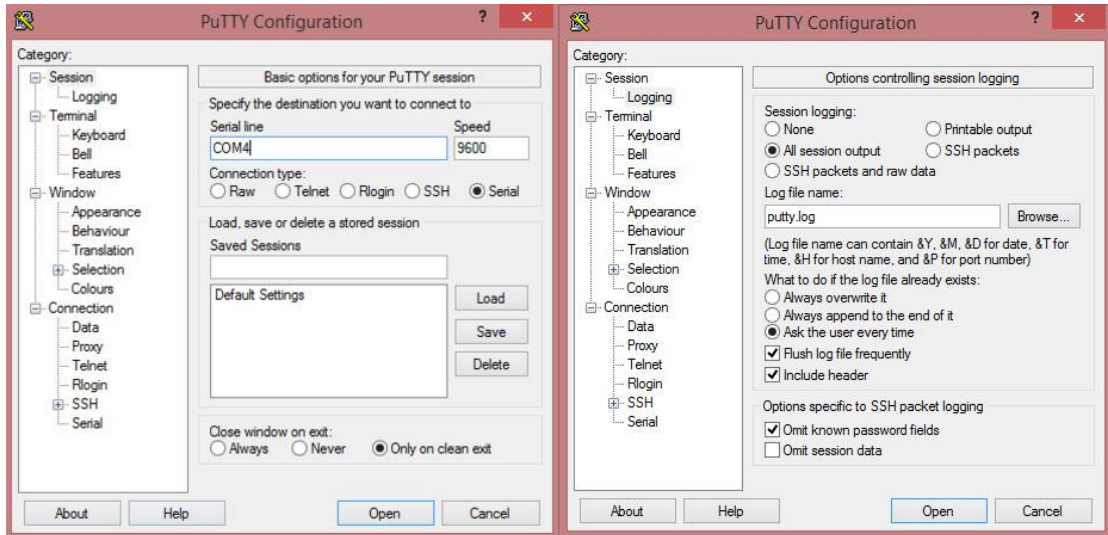 PuTTY Configuration
?
×
Category:
Session
Logging
Terminal
Keyboard
Bell
Features
Window
Appearance
Behaviour
Translation
Selection
Colours
Connection
Data
Proxy
Telnet
Rlogin
SSH
Serial
Basic options for your PuTTY session
Specify the destination you want to connect to
Serial line Speed
COM4 9600
Connection type:
Raw Telnet Rlogin SSH Serial
Load, save or delete a stored session
Saved Sessions
Default Settings
Load
Save
Delete
Close window on exit:
Always Never Only on clean exit
About Help Open Cancel
PuTTY Configuration
?
×
Category:
Session
Logging
Terminal
Keyboard
Bell
Features
Window
Appearance
Behaviour
Translation
Selection
Colours
Connection
Data
Proxy
Telnet
Rlogin
SSH
Serial
Options controlling session logging
Session logging:
None Printable output
All session output SSH packets
SSH packets and raw data
Log file name:
putty.log Browse...
(Log file name can contain &Y, &M, &D for date, &T for
time, &H for host name, and &P for port number)
What to do if the log file already exists:
Always overwrite it
Always append to the end of it
Ask the user every time
Flush log file frequently
Include header
Options specific to SSH packet logging
Omit known password fields
Omit session data
About Help Open Cancel